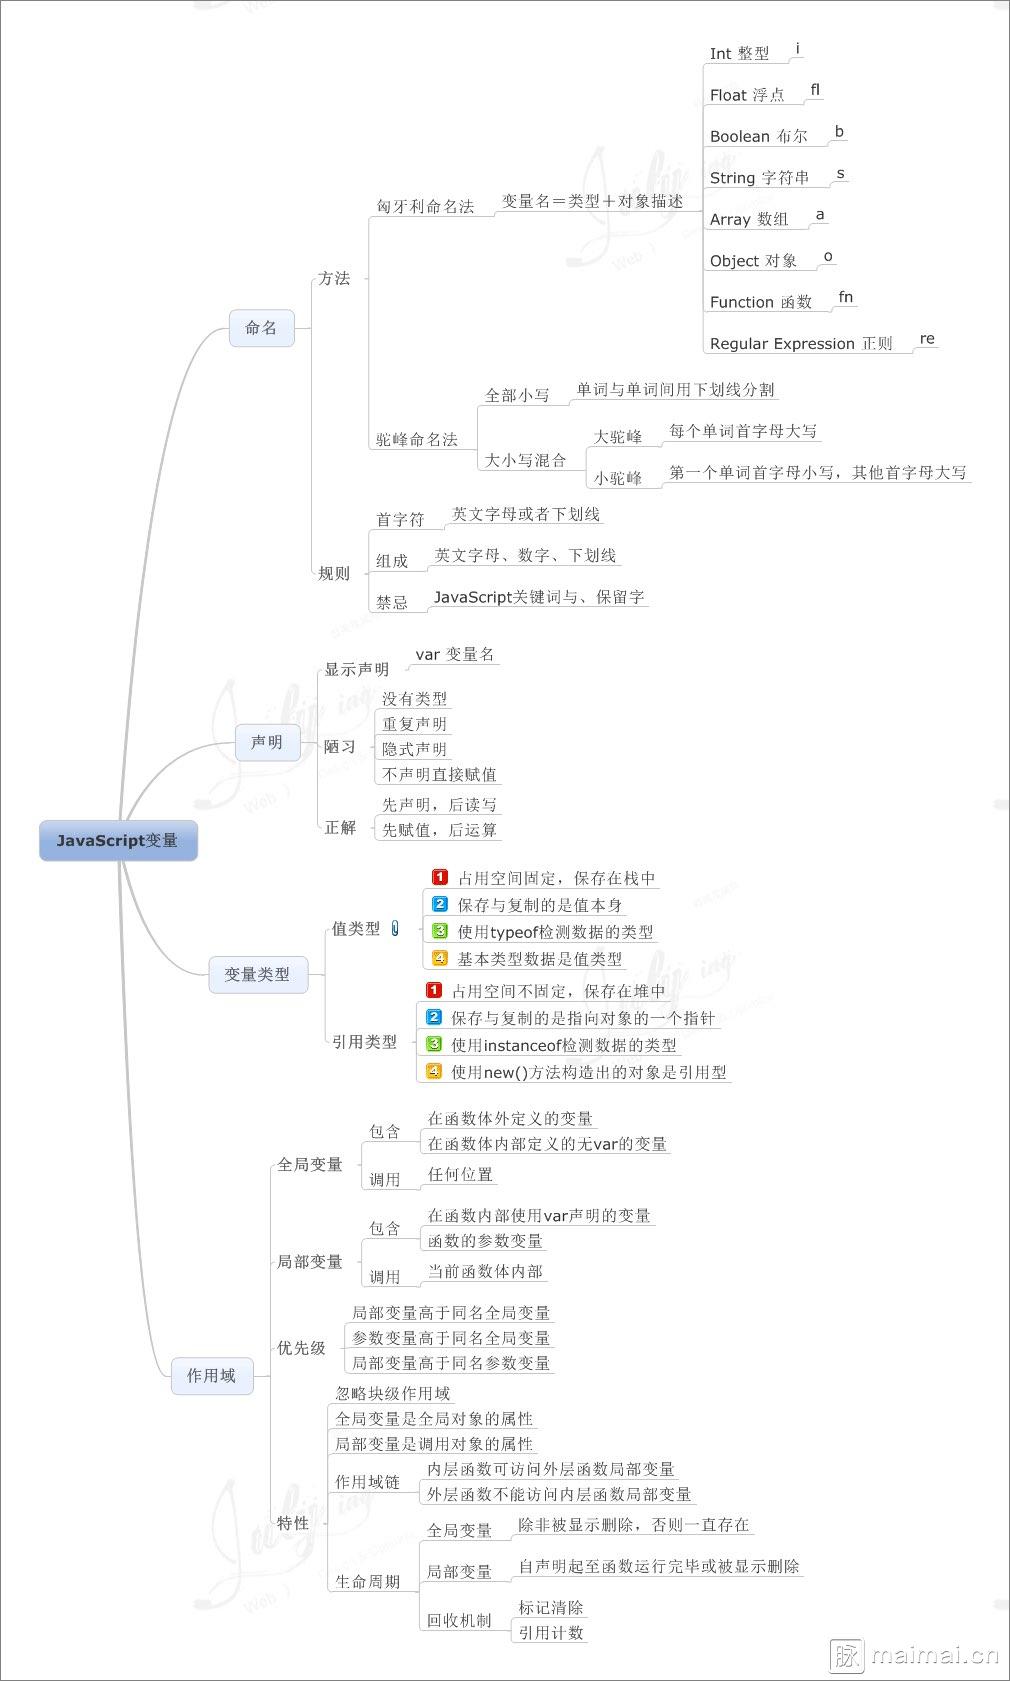 JavaScript变量
命名
方法
匈牙利命名法
变量名＝类型＋对象描述
Int 整型
i
Float 浮点
fl
Boolean 布尔
b
String 字符串
s
Array 数组
a
Object 对象
o
Function 函数
fn
Regular Expression 正则
re
驼峰命名法
全部小写
单词与单词间用下划线分割
大小写混合
大驼峰
每个单词首字母大写
小驼峰
第一个单词首字母小写，其他首字母大写
规则
首字符
英文字母或者下划线
组成
英文字母、数字、下划线
禁忌
JavaScript关键词与、保留字
声明
显示声明
var 变量名
陋习
没有类型
重复声明
隐式声明
不声明直接赋值
正解
先声明，后读写
先赋值，后运算
变量类型
值类型
1 占用空间固定，保存在栈中
2 保存与复制的是值本身
3 使用typeof检测数据的类型
4 基本类型数据是值类型
引用类型
1 占用空间不固定，保存在堆中
2 保存与复制的是指向对象的一个指针
3 使用instanceof检测数据的类型
4 使用new()方法构造出的对象是引用型
作用域
全局变量
包含
在函数体外定义的变量
在函数体内部定义的无var的变量
调用
任何位置
局部变量
包含
在函数内部使用var声明的变量
函数的参数变量
调用
当前函数体内部
优先级
局部变量高于同名全局变量
参数变量高于同名全局变量
局部变量高于同名参数变量
特性
忽略块级作用域
全局变量是全局对象的属性
局部变量是调用对象的属性
作用域链
内层函数可访问外层函数局部变量
外层函数不能访问内层函数局部变量
生命周期
全局变量
除非被显示删除，否则一直存在
局部变量
自声明起至函数运行完毕或被显示删除
回收机制
标记清除
引用计数
脉 maimai.cn